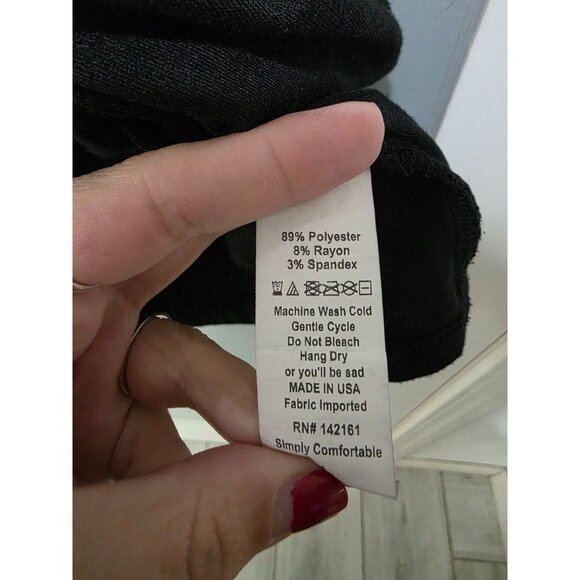 89% Polyester
8% Rayon
3% Spandex
Machine Wash Cold
Gentle Cycle
Do Not Bleach
Hang Dry
or you'll be sad
MADE IN USA
Fabric Imported
RN# 142161
Simply Comfortable